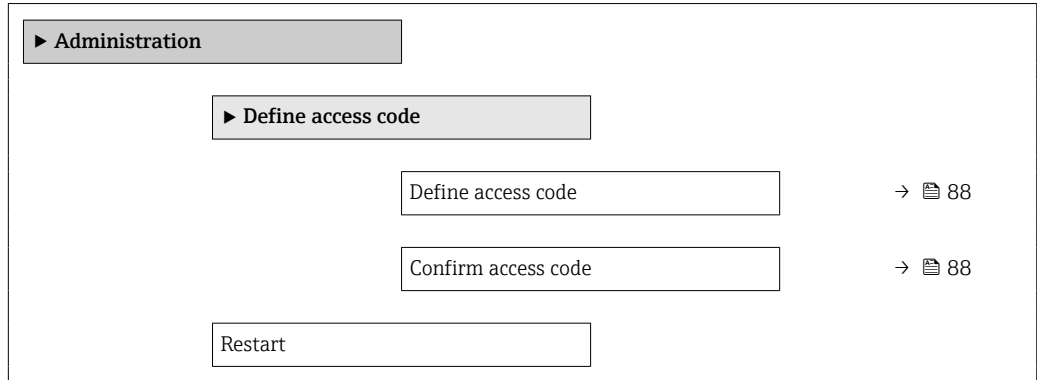 ▶ Administration
▶ Define access code
Define access code → 88
Confirm access code → 88
Restart